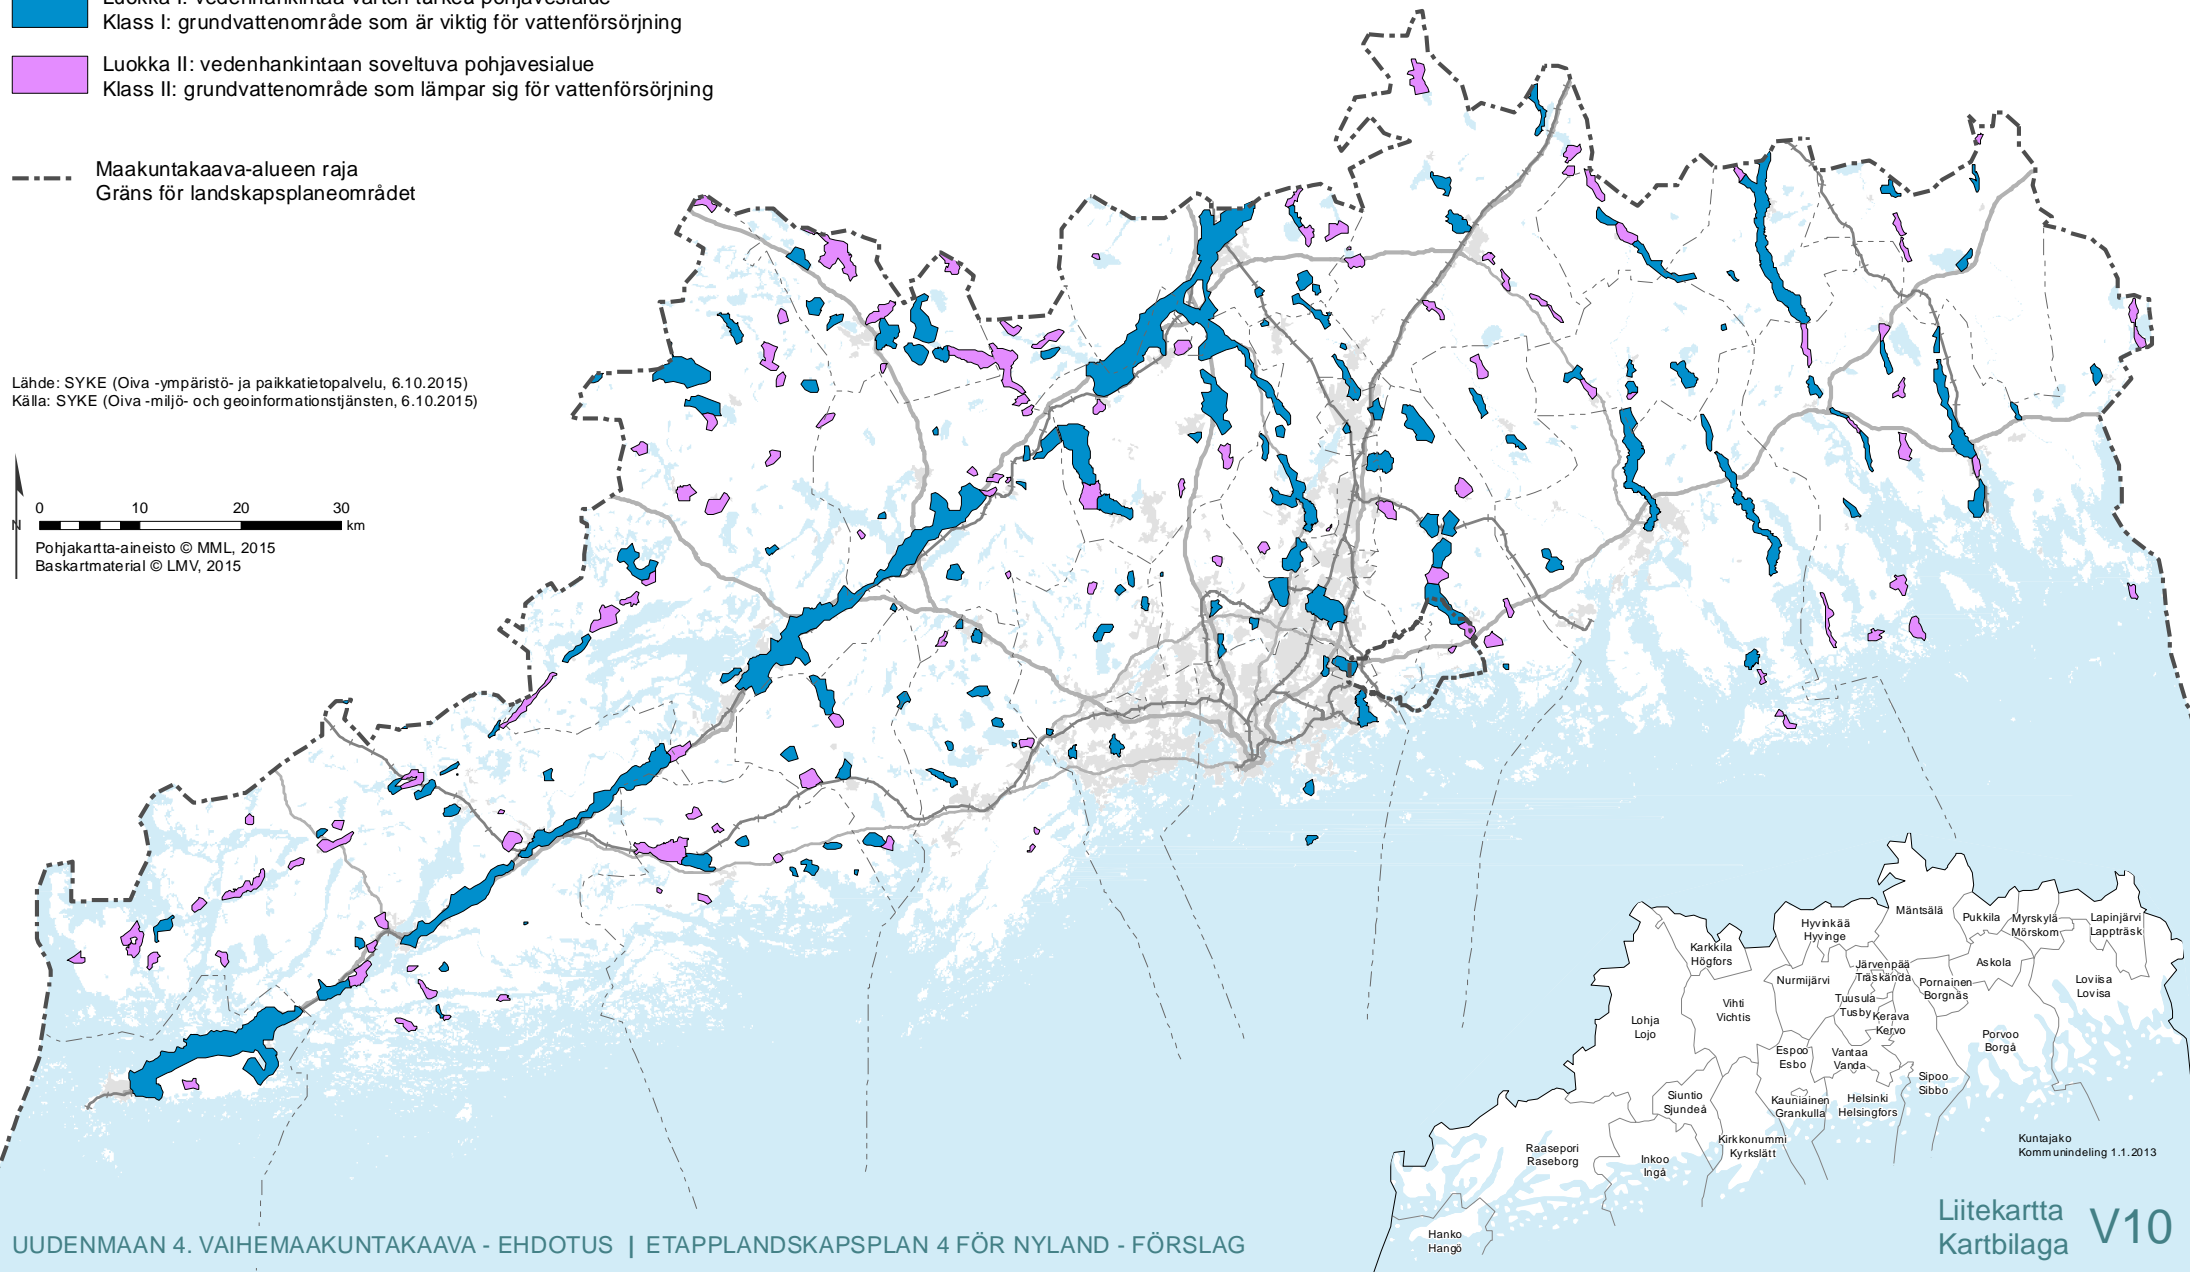 Luokka I: vedenhankintaa varten tärkeä pohjavesialue
Klass I: grundvattenområde som är viktig för vattenförsörjning
Luokka II: vedenhankintaan soveltuva pohjavesialue
Klass II: grundvattenområde som lämpar sig för vattenförsörjning
Maakuntakaava-alueen raja
Gräns för landskapsplaneområdet
Lähde: SYKE (Oiva -ympäristö- ja paikkatietopalvelu, 6.10.2015)
Källa: SYKE (Oiva -miljö- och geoinformationstjänsten, 6.10.2015)
0 10 20 30
N km
Pohjakartta-aineisto © MML, 2015
Baskartmaterial © LMV, 2015
Mäntsälä
Pukkila
Myrskylä
Mörskom
Lapinjärvi
Lappträsk
Hyvinkää
Hyvinge
Karkkila
Högfors
Järvenpää
Träskända
Askola
Nurmijärvi
Pornainen
Borgnäs
Loviisa
Lovisa
Vihti
Vichtis
Tuusula
Tusby
Kerava
Kervo
Lohja
Lojo
Porvoo
Borgå
Espoo
Esbo
Vantaa
Vanda
Sipoo
Sibbo
Siuntio
Sjundeå
Kauniainen
Grankulla
Helsinki
Helsingfors
Kirkkonummi
Kyrkslätt
Raasepori
Raseborg
Inkoo
Ingå
Hanko
Hangö
Kuntajako
Kommunindeling 1.1.2013
Liitekartta
Kartbilaga
V10
UUDENMAAN 4. VAIHEMAAKUNTAKAAVA - EHDOTUS | ETAPPLANDSKAPSPLAN 4 FÖR NYLAND - FÖRSLAG